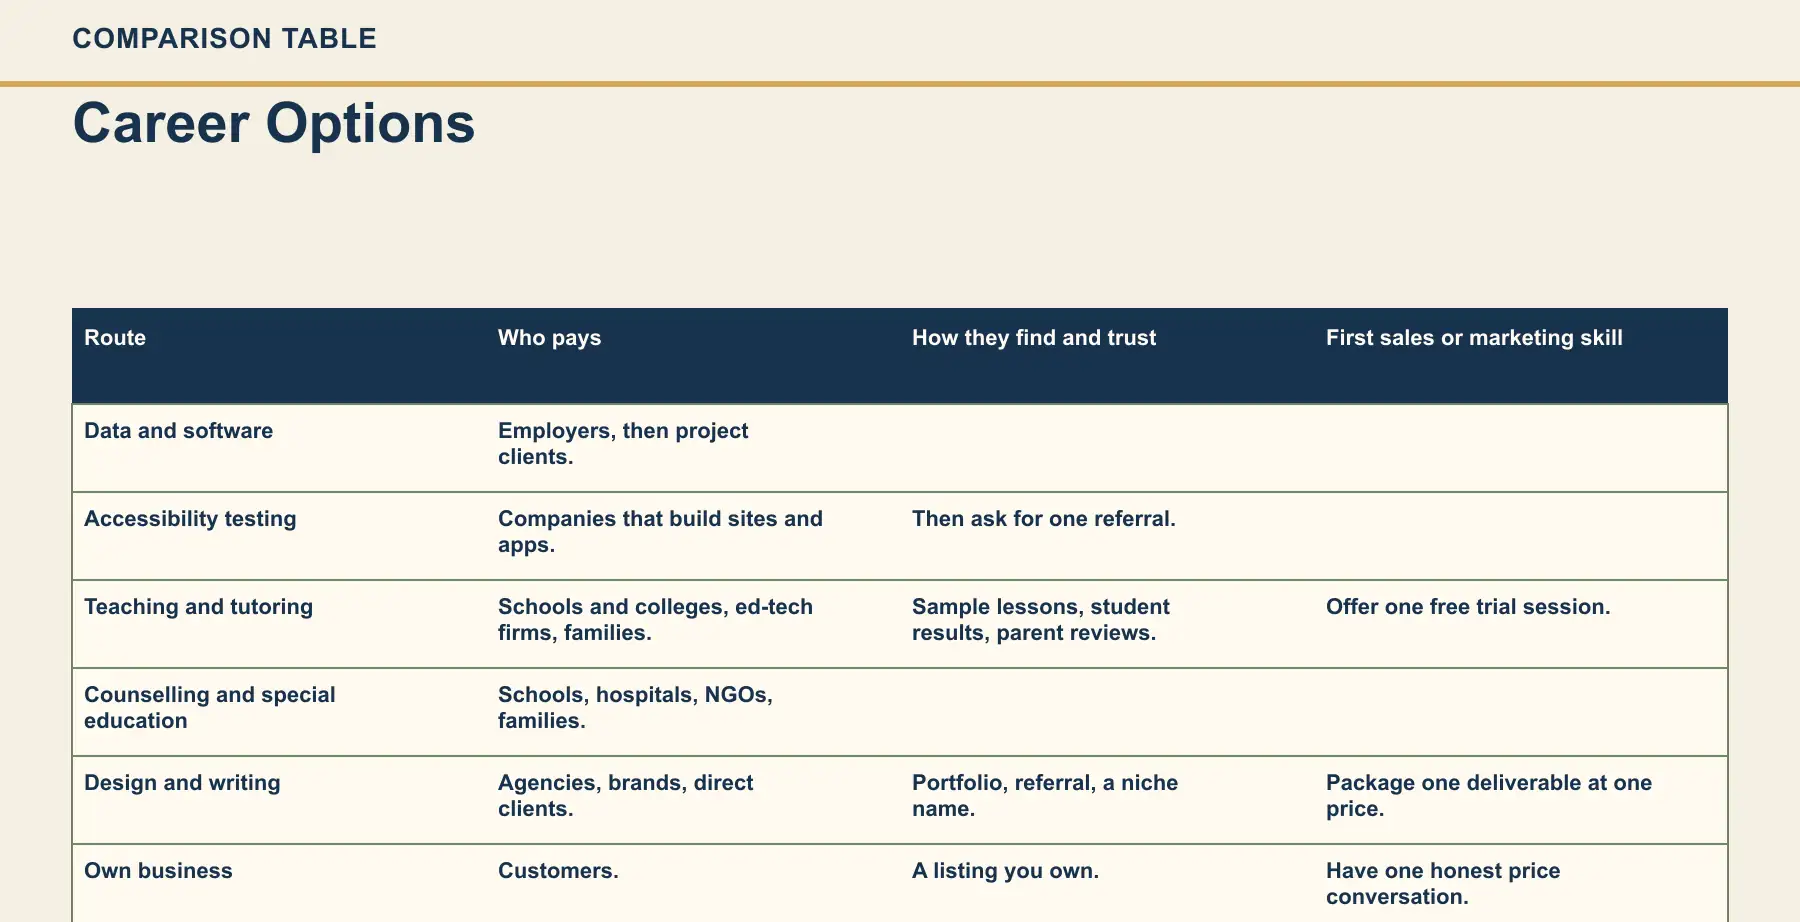 COMPARISON TABLE
Career Options
Route
Who pays
How they find and trust
First sales or marketing skill
Data and software
Employers, then project
clients.
Accessibility testing
Companies that build sites and
apps.
Then ask for one referral.
Teaching and tutoring
Schools and colleges, ed-tech
firms, families.
Sample lessons, student
results, parent reviews.
Offer one free trial session.
Counselling and special
education
Schools, hospitals, NGOs,
families.
Design and writing
Agencies, brands, direct
clients.
Portfolio, referral, a niche
name.
Package one deliverable at one
price.
Own business
Customers.
A listing you own.
Have one honest price
conversation.